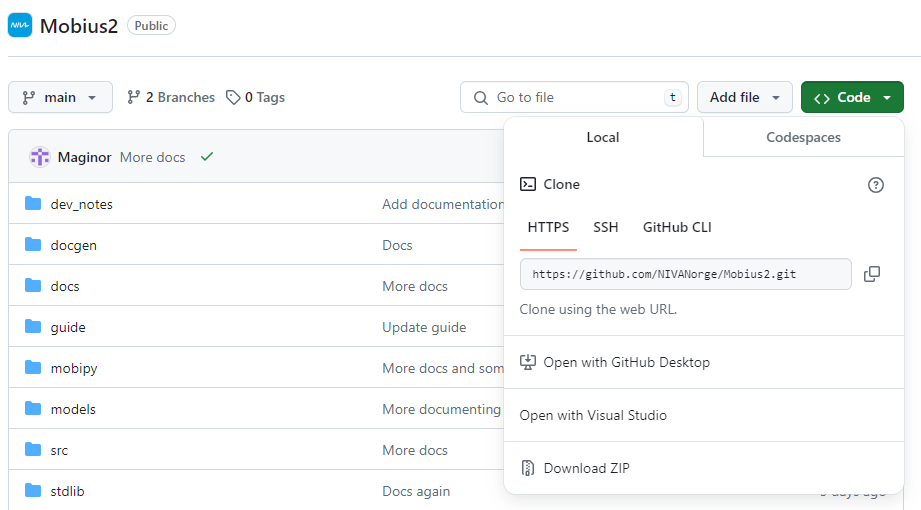 NIVA Mobius2 Public
main 2 Branches 0 Tags Go to file t Add file Code
Local Codespaces
Maginor More docs
Clone
dev_notes Add documentation
HTTPS SSH GitHub CLI
docgen Docs
https://github.com/NIVANorge/Mobius2.git
docs More docs
Clone using the web URL.
guide Update guide
Open with GitHub Desktop
mobipy More docs and som
models More documenting
Open with Visual Studio
src More docs
Download ZIP
stdlib Docs again